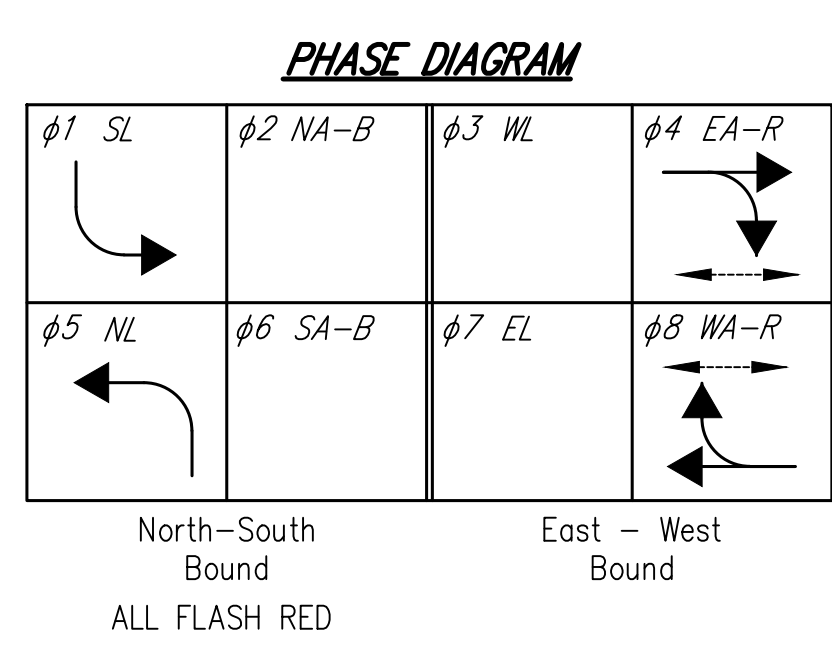 PHASE DIAGRAM
ϕ1 SL
ϕ2 NA-B
ϕ3 WL
ϕ4 EA-R
ϕ5 NL
ϕ6 SA-B
ϕ7 EL
ϕ8 WA-R
North-South
Bound
East - West
Bound
ALL FLASH RED